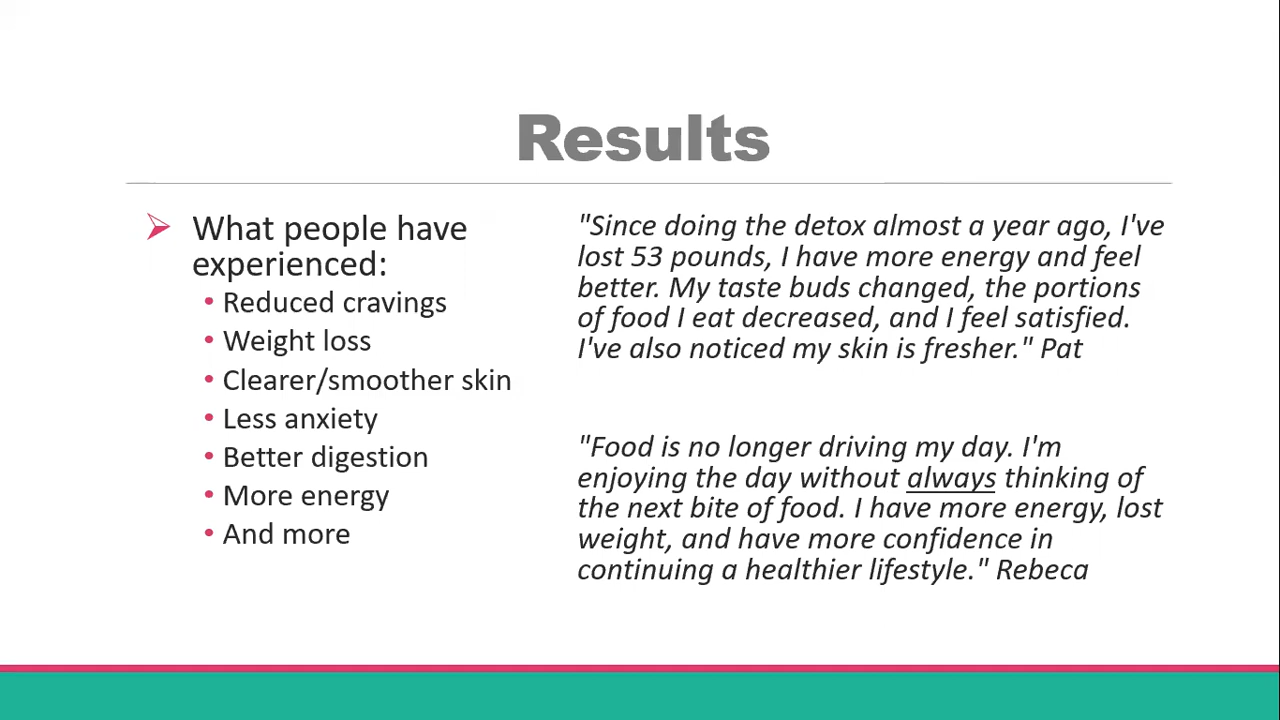 Results
What people have
experienced:
• Reduced cravings
• Weight loss
• Clearer/smoother skin
• Less anxiety
• Better digestion
• More energy
• And more
"Since doing the detox almost a year ago, I've
lost 53 pounds, I have more energy and feel
better. My taste buds changed, the portions
of food I eat decreased, and I feel satisfied.
I've also noticed my skin is fresher." Pat
"Food is no longer driving my day. I'm
enjoying the day without always thinking of
the next bite of food. I have more energy, lost
weight, and have more confidence in
continuing a healthier lifestyle." Rebeca